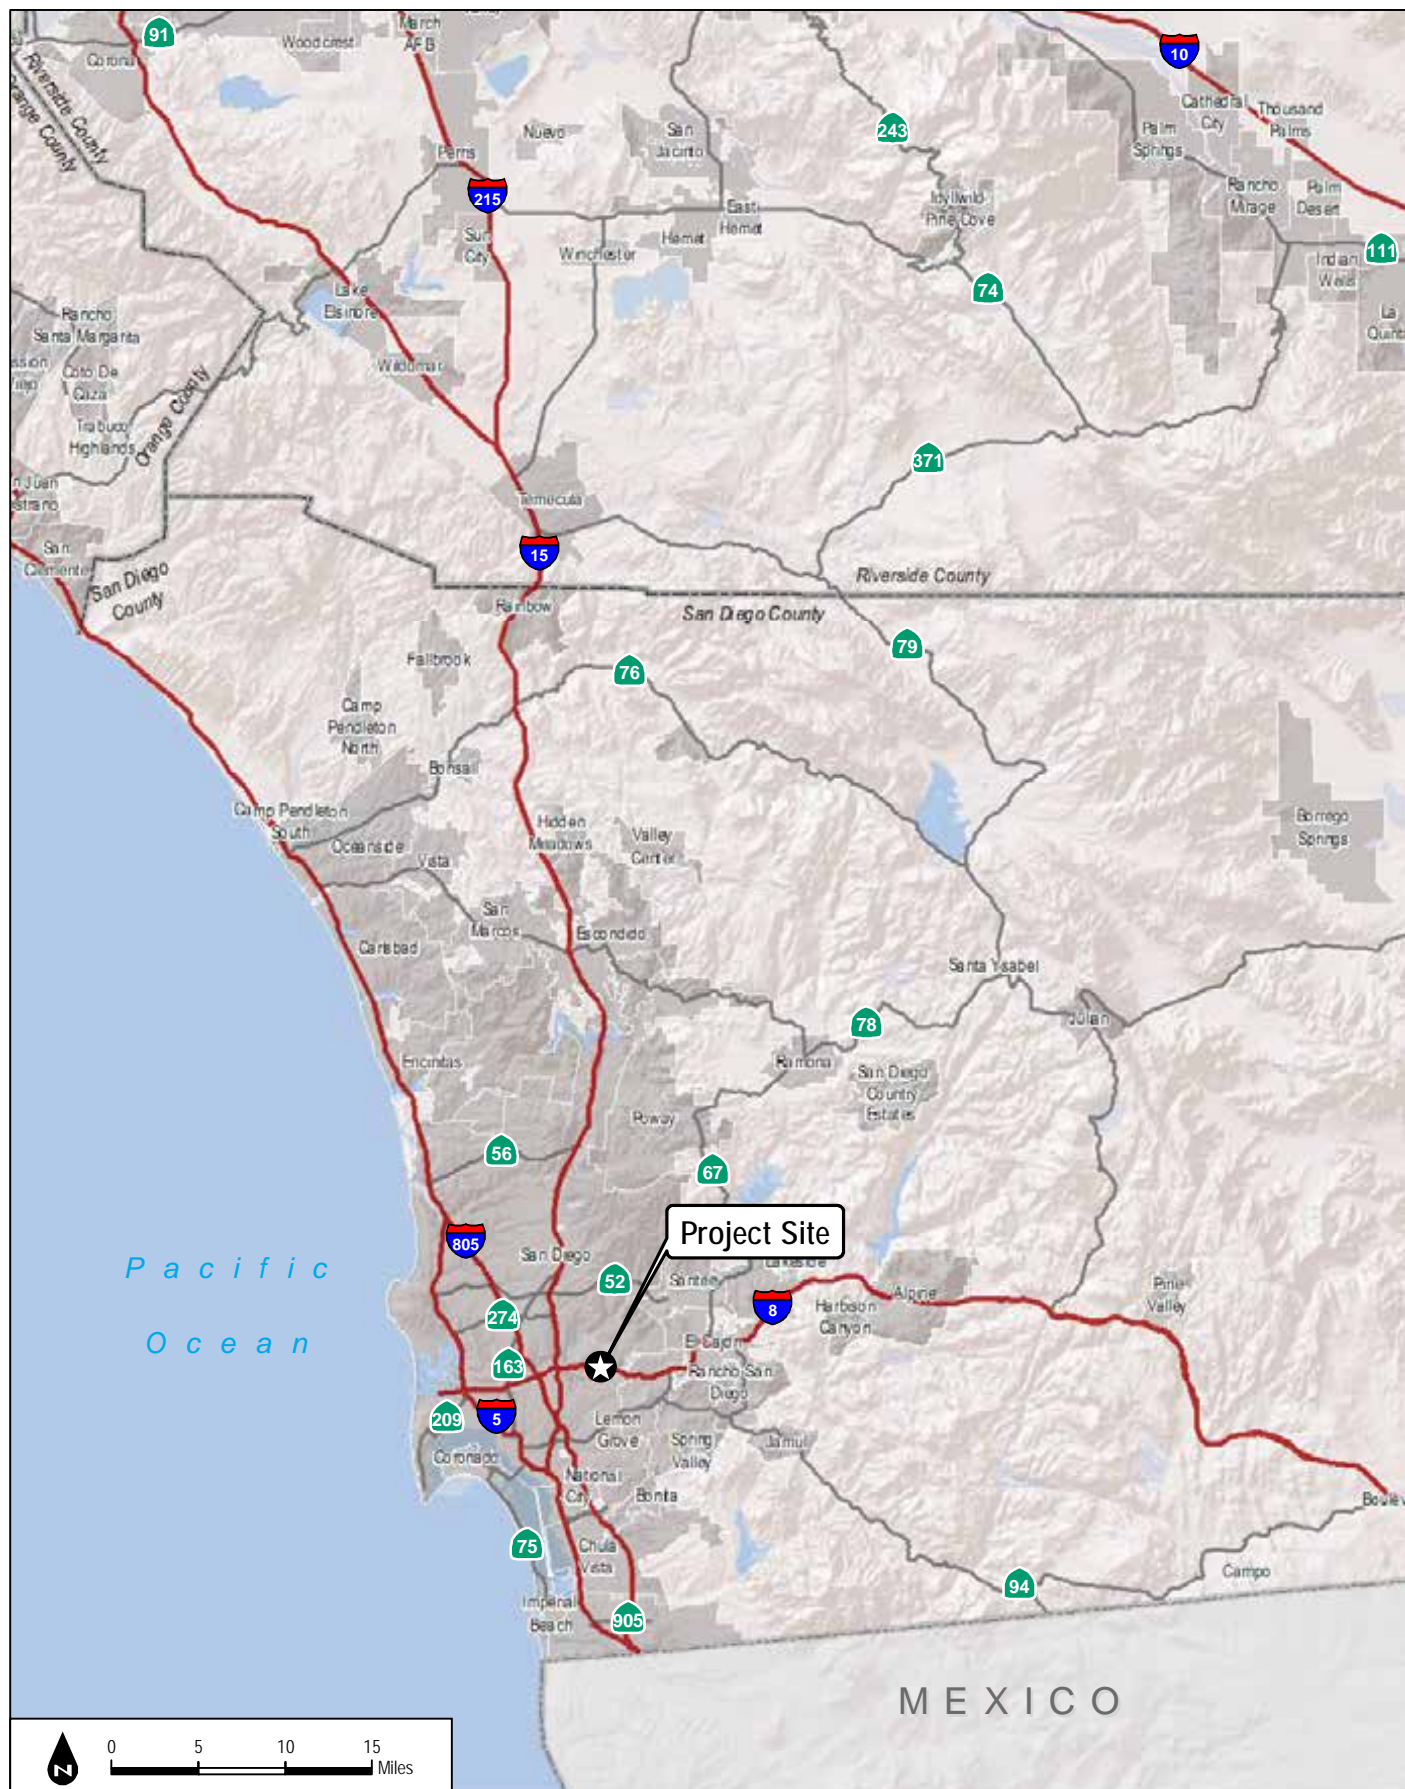 91
Corona
Woodcrest
March
AFB
10
Riverside County
Orange County
Nuevo
San
Jacinto
243
Cathedral
City
Thousand
Palms
Palm
Springs
Perris
215
Idyllwild-
Pine Cove
Rancho
Mirage
Palm
Desert
East
Hemet
Hemet
Sun
City
Winchester
111
Indian
Wells
74
Lake
Elsinore
La
Rancho
Santa Margarita
Wildomar
Coto De
Caza
Orange County
Trabuco
Highlands
371
Temecula
15
San
Clemente
San Diego
County
Riverside County
San Diego County
Rainbow
79
Fallbrook
76
Camp
Pendleton
North
Bonsall
Camp Pendleton
South
Hidden
Meadows
Valley
Center
Borrego
Springs
Oceanside
Vista
San
Marcos
Escondido
Carlsbad
Santa Ysabel
78
Julian
Encinitas
Ramona
San Diego
Country
Estates
Poway
56
67
Project Site
805
San Diego
Pacific
Ocean
52
Santee
Lakeside
8
Alpine
Pine
Valley
Harbison
Canyon
274
El Cajon
163
Rancho San
Diego
209
5
Lemon
Grove
Spring
Valley
Jamul
Coronado
National
City
Bonita
75
Chula
Vista
Campo
94
Imperial
Beach
905
MEXICO
N
0 5 10 15
Miles